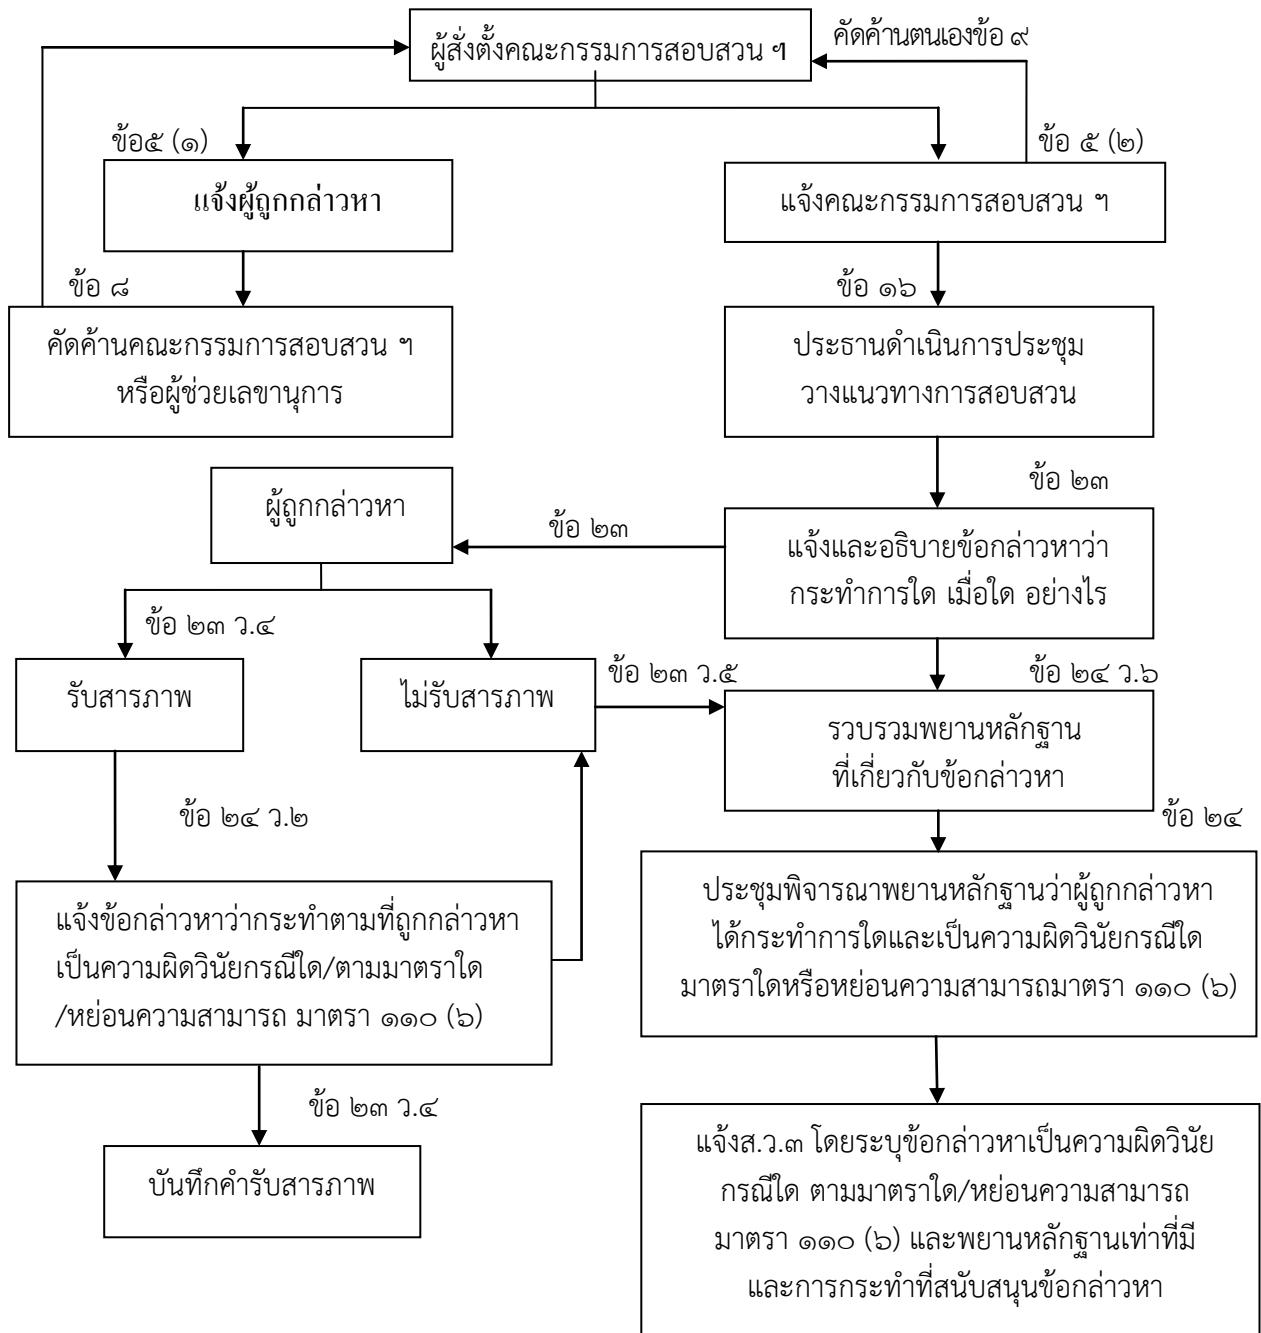 ผู้สั่งตั้งคณะกรรมการสอบสวน ฯ
คัดค้านตนเองข้อ ๙
ข้อ๕ (๑)
ข้อ ๕ (๒)
แจ้งผู้ถูกกล่าวหา
แจ้งคณะกรรมการสอบสวน ฯ
ข้อ ๘
ข้อ ๑๖
คัดค้านคณะกรรมการสอบสวน ฯ
หรือผู้ช่วยเลขานุการ
ประธานดำเนินการประชุม
วางแนวทางการสอบสวน
ข้อ ๒๓
ผู้ถูกกล่าวหา
ข้อ ๒๓
แจ้งและอธิบายข้อกล่าวหาว่า
กระทำการใด เมื่อใด อย่างไร
ข้อ ๒๓ ว.๔
รับสารภาพ
ไม่รับสารภาพ
ข้อ ๒๓ ว.๕
ข้อ ๒๔ ว.๖
รวบรวมพยานหลักฐาน
ที่เกี่ยวกับข้อกล่าวหา
ข้อ ๒๔ ว.๒
ข้อ ๒๔
แจ้งข้อกล่าวหาว่ากระทำตามที่ถูกกล่าวหา
เป็นความผิดวินัยกรณีใด/ตามมาตราใด
/หย่อนความสามารถ มาตรา ๑๑๐ (๖)
ประชุมพิจารณาพยานหลักฐานว่าผู้ถูกกล่าวหา
ได้กระทำการใดและเป็นความผิดวินัยกรณีใด
มาตราใดหรือหย่อนความสามารถมาตรา ๑๑๐ (๖)
ข้อ ๒๓ ว.๔
บันทึกคำรับสารภาพ
แจ้งส.ว.๓ โดยระบุข้อกล่าวหาเป็นความผิดวินัย
กรณีใด ตามมาตราใด/หย่อนความสามารถ
มาตรา ๑๑๐ (๖) และพยานหลักฐานเท่าที่มี
และการกระทำที่สนับสนุนข้อกล่าวหา